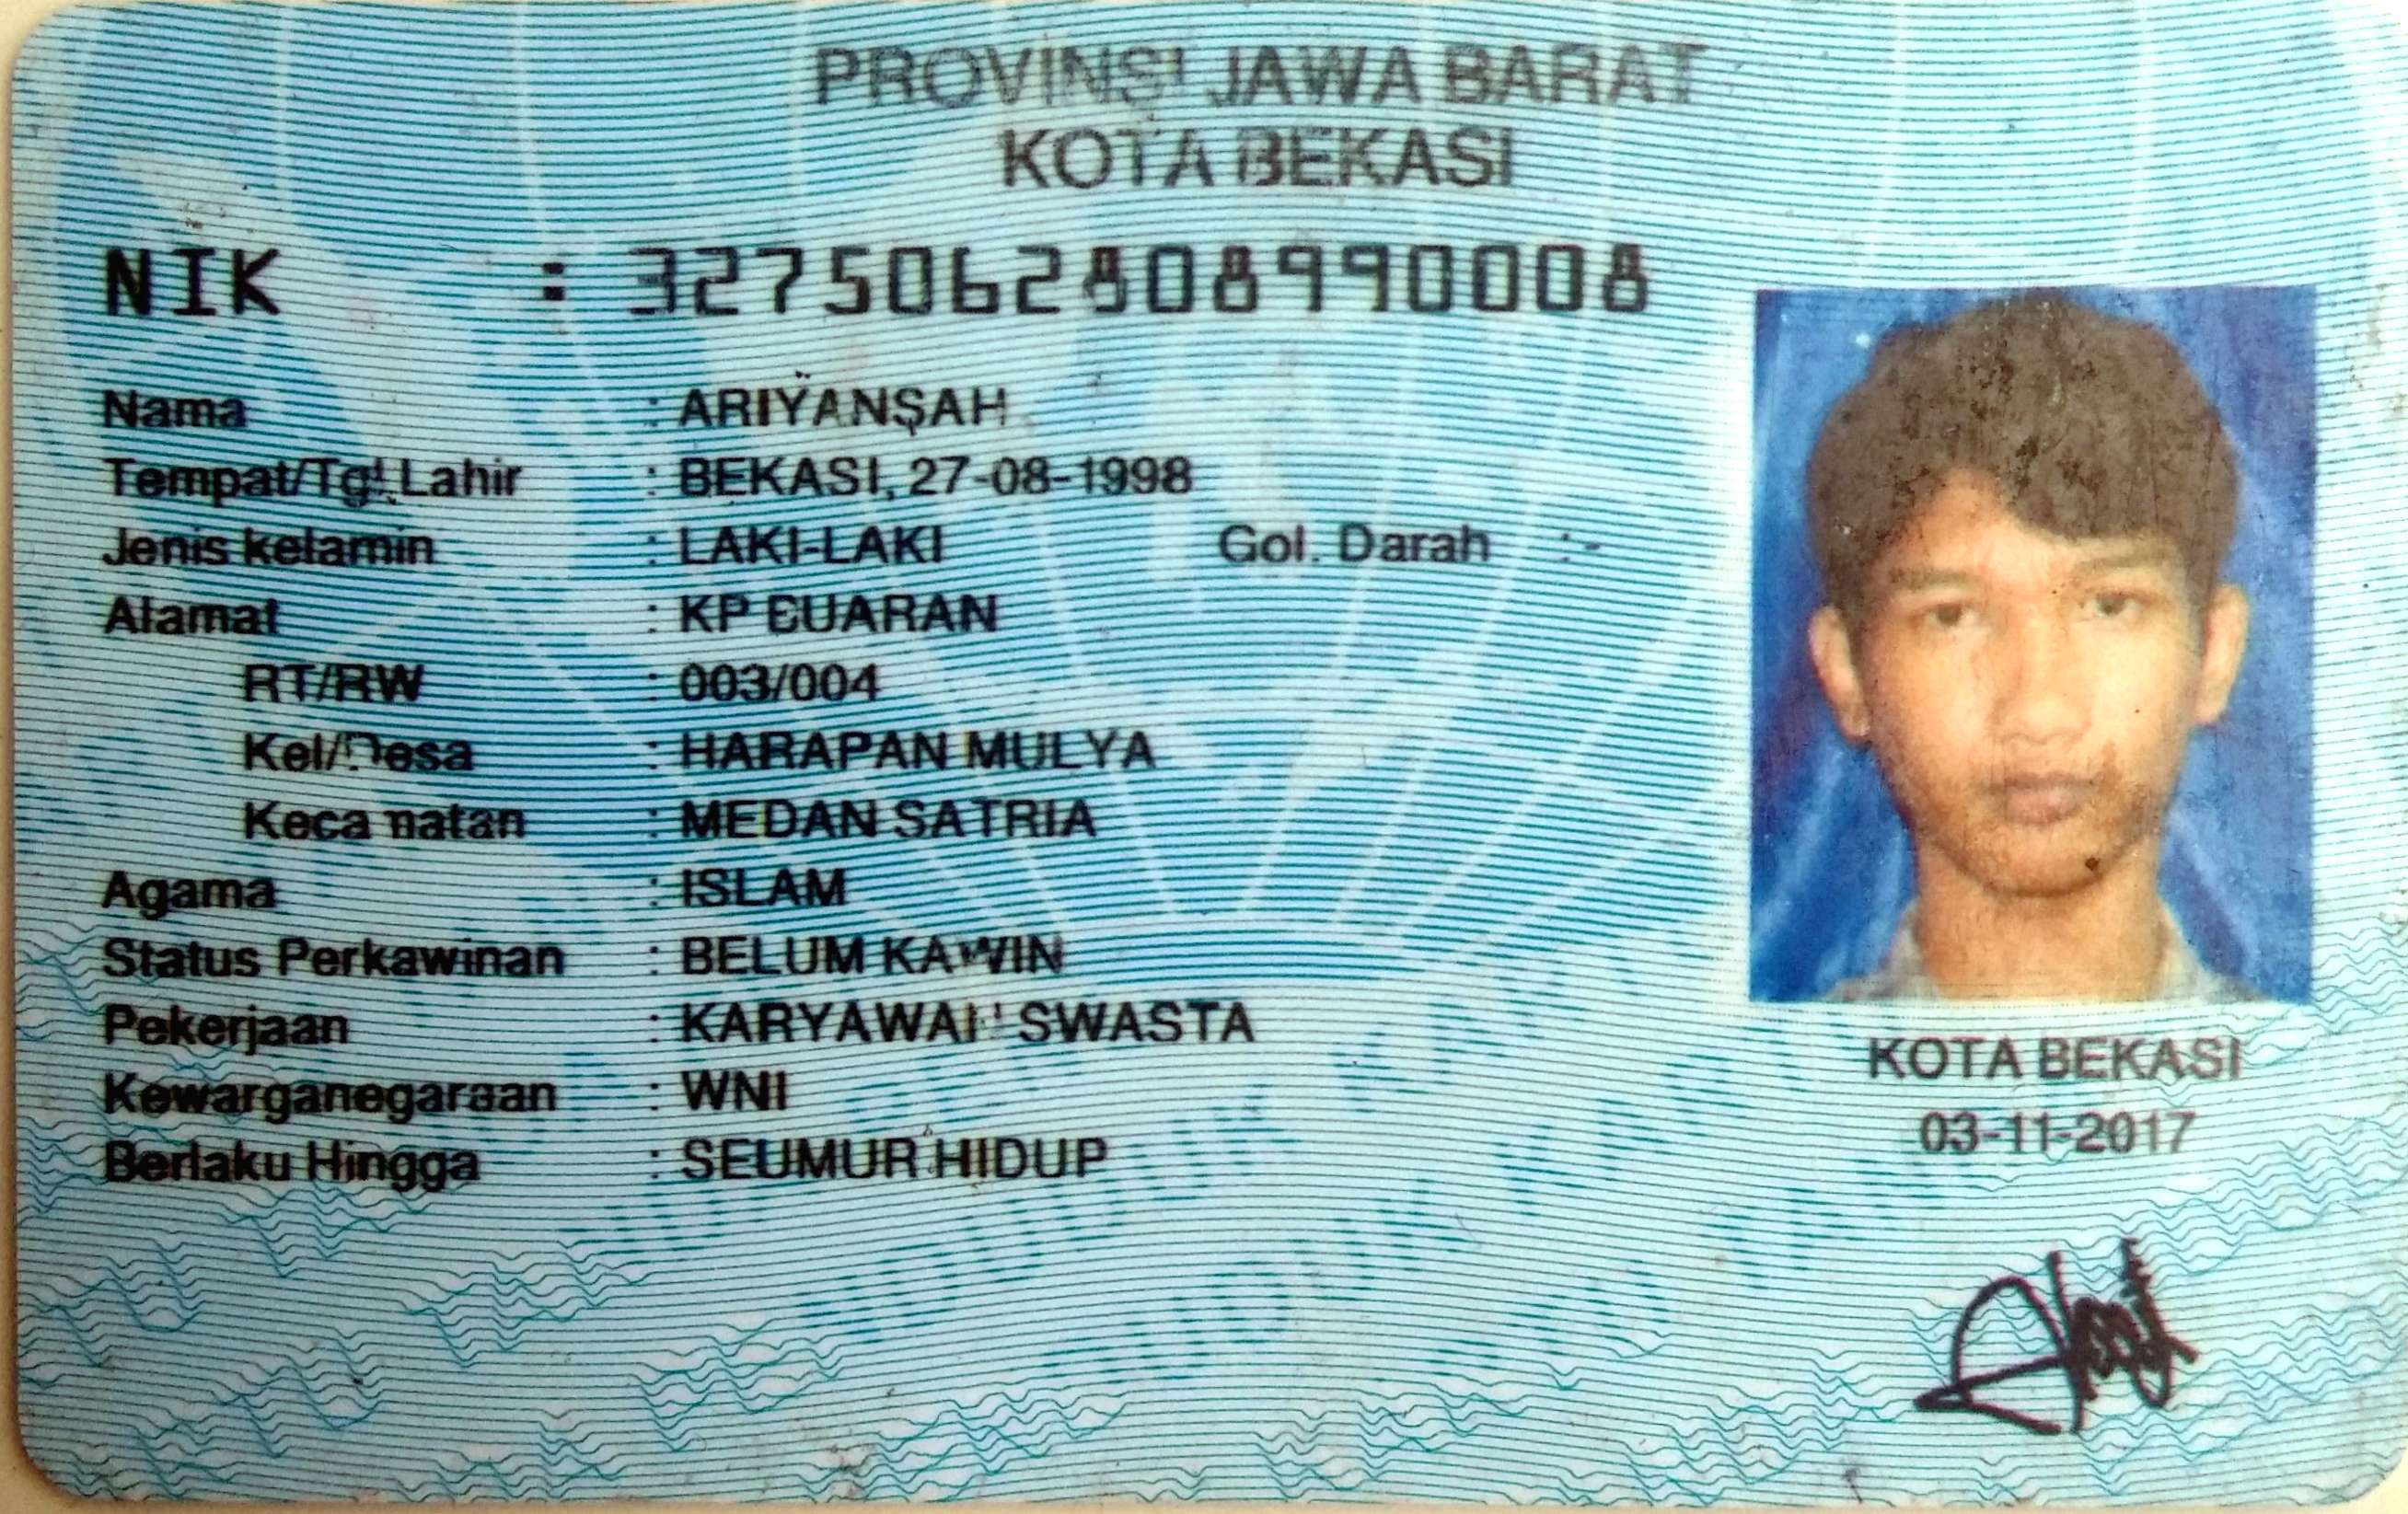 PROVINSI JAWA BARAT
KOTA BEKASI
NIK : 3275062808990008
Nama : ARIYANSAH
Tempat/Tgl Lahir : BEKASI, 27-08-1998
Jenis kelamin : LAKI-LAKI Gol. Darah : -
Alamat : KP BUARAN
RT/RW : 003/004
Kel/Desa : HARAPAN MULYA
Kecamatan : MEDAN SATRIA
Agama : ISLAM
Status Perkawinan : BELUM KAWIN
Pekerjaan : KARYAWAN SWASTA
Kewarganegaraan : WNI
Berlaku Hingga : SEUMUR HIDUP
KOTA BEKASI
03-11-2017